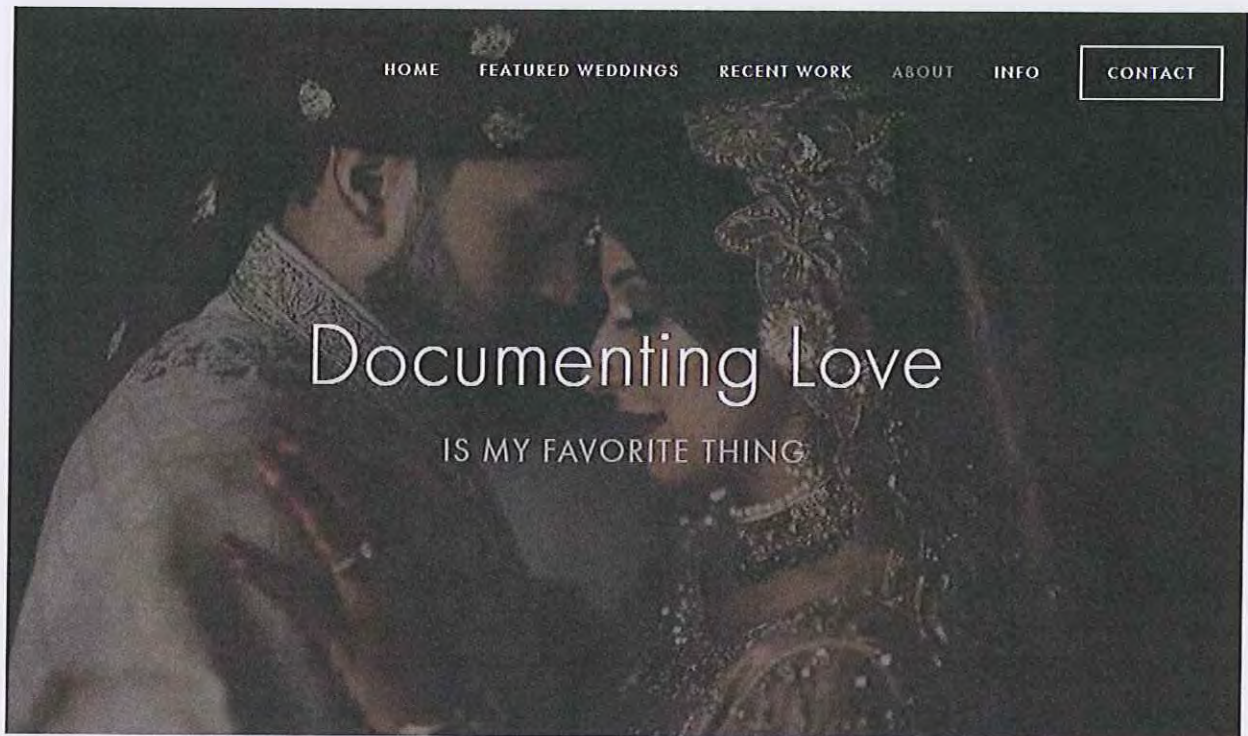 HOME FEATURED WEDDINGS RECENT WORK ABOUT INFO CONTACT
Documenting Love
IS MY FAVORITE THING